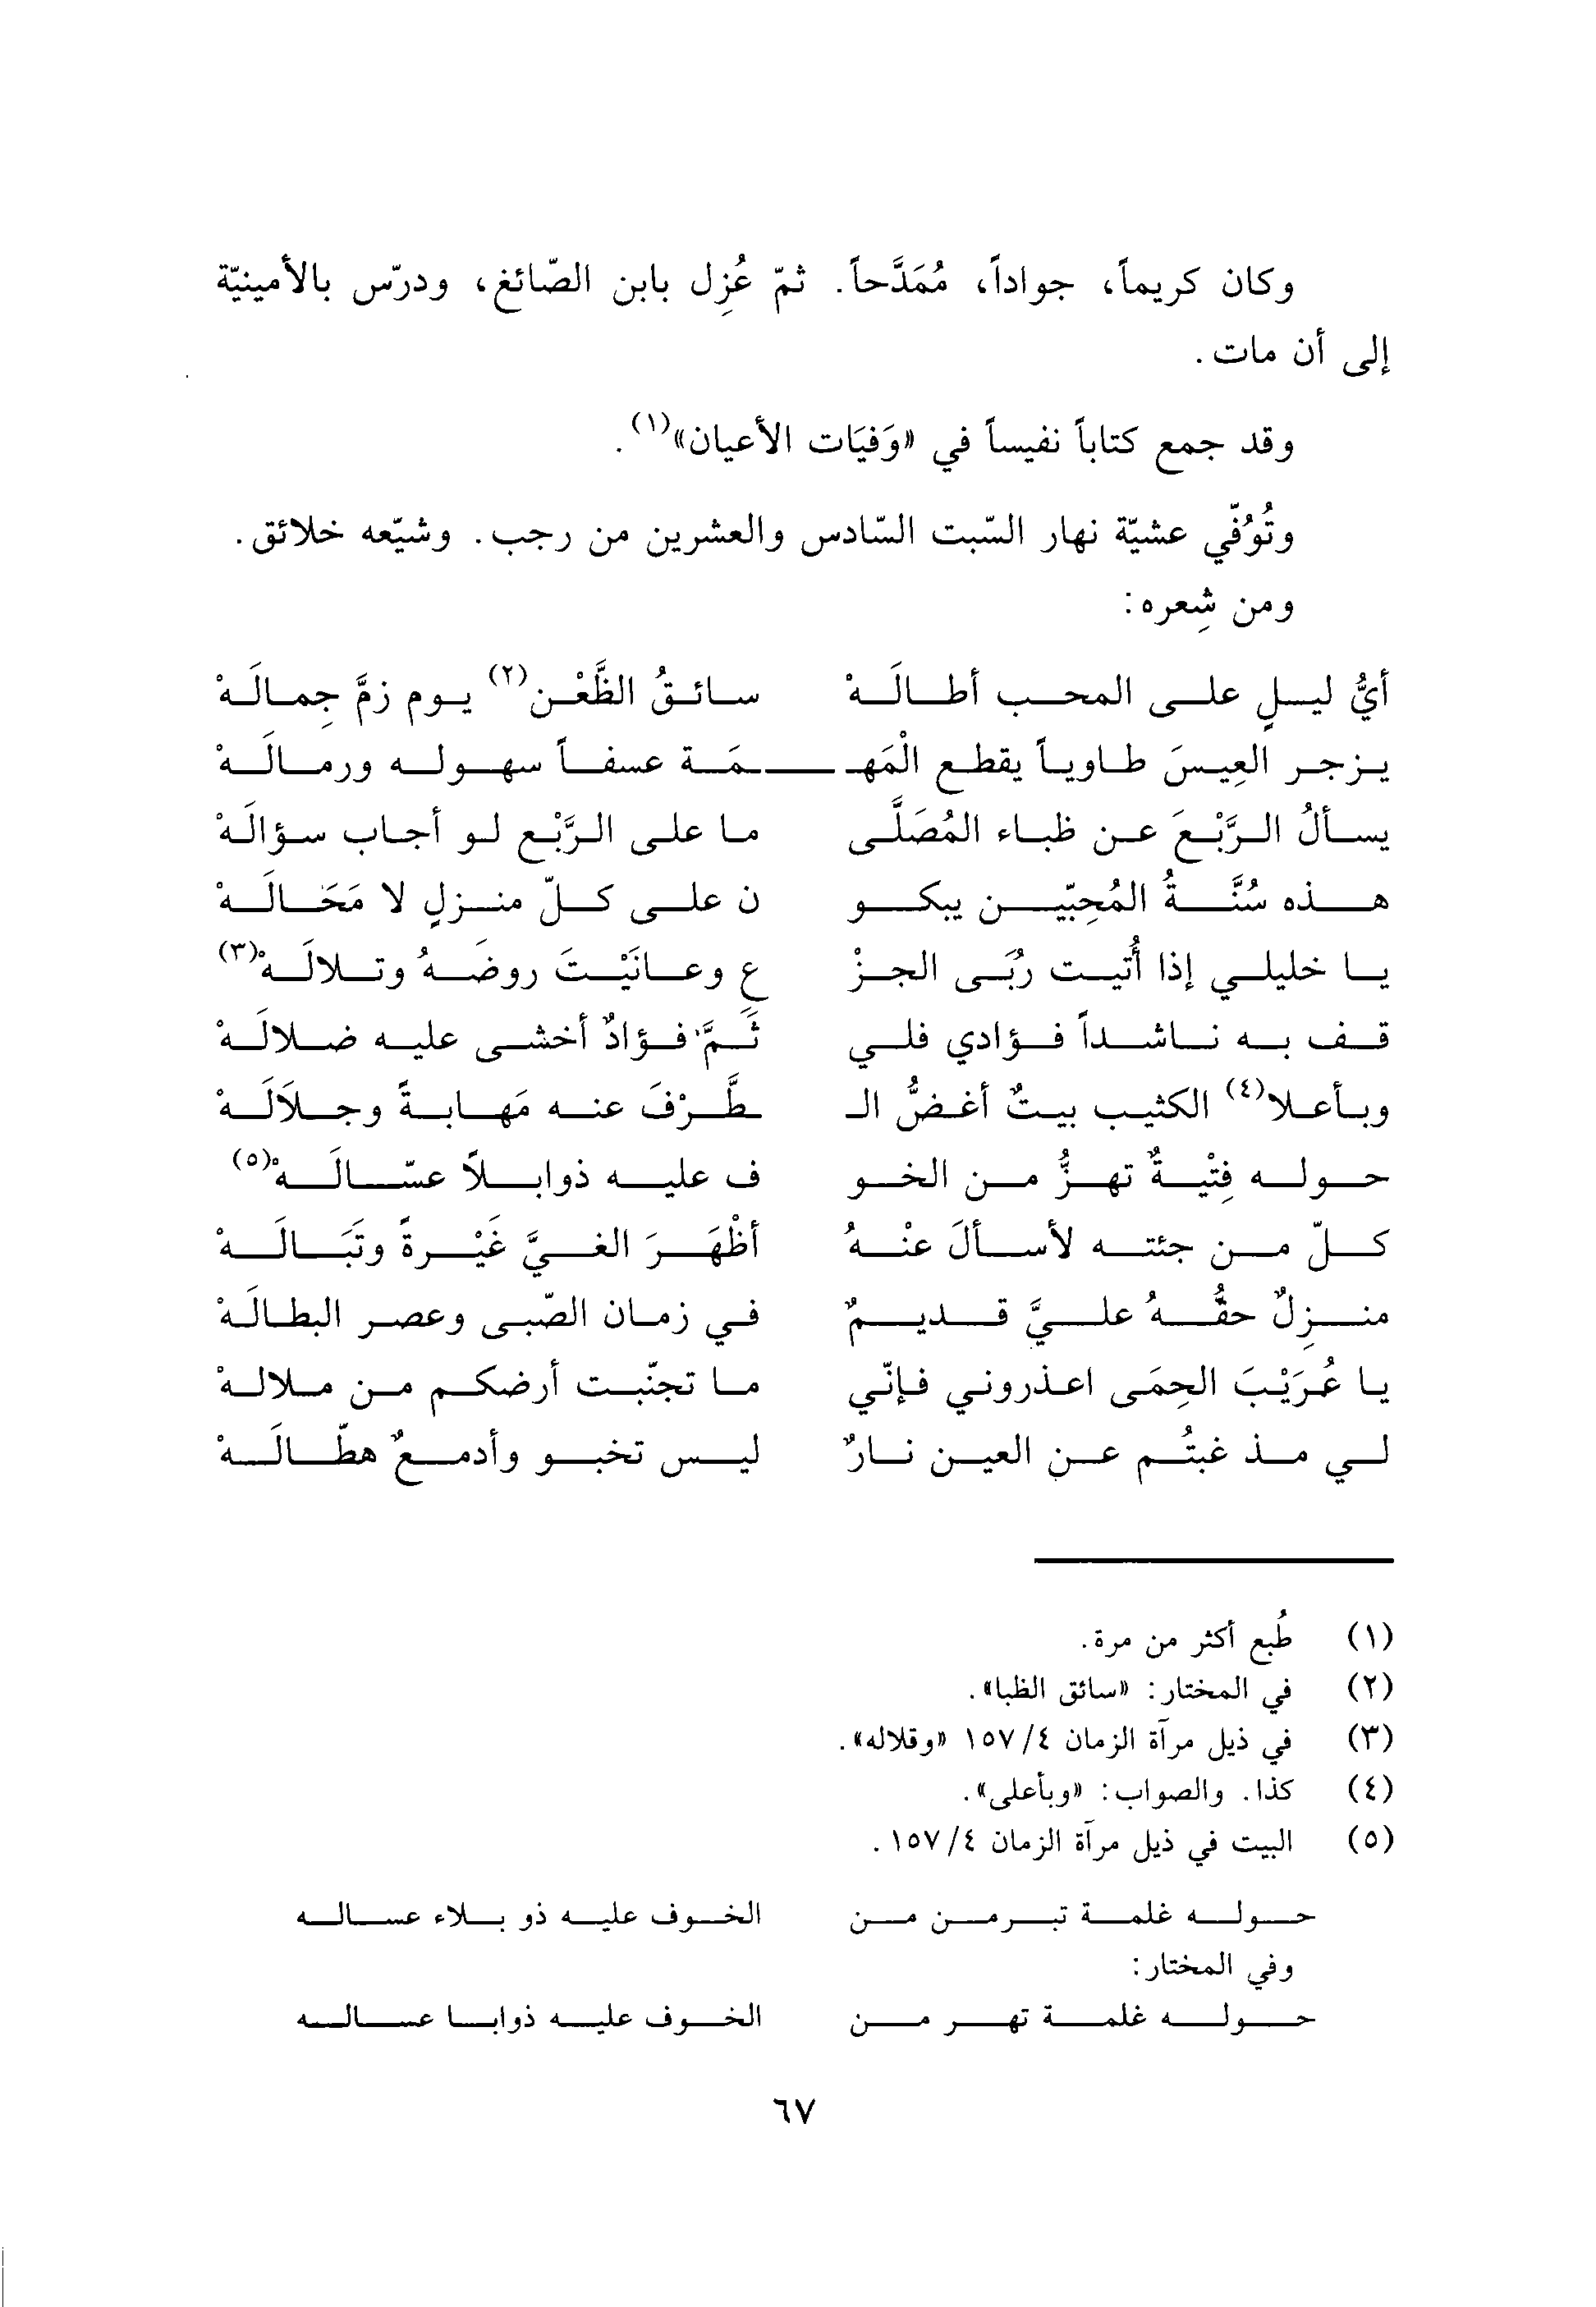 وكان كريماً، جواداً، مُمَدَّحاً. ثمّ عُزِل بابن الصّائغ، ودرّس بالأمينيّة
إلى أن مات.
وقد جمع كتاباً نفيساً في «وَفيَات الأعيان»(١).
وتُوُفّي عشيّة نهار السّبت السّادس والعشرين من رجب. وشيّعه خلائق.
ومن شِعره:
أيُّ ليلٍ على المحب أطالَهْ سائقُ الظَّعْن(٢) يوم زمَّ جِمالَهْ
يزجر العِيسَ طاوياً يقطع الْمَهـ ـمَة عسفاً سهوله ورمالَهْ
يسألُ الرَّبْعَ عن ظباء المُصَلَّى ما على الرَّبْع لو أجاب سؤالَهْ
هذه سُنَّةُ المُحِبّين يبكو ن على كلّ منزلٍ لا مَحَالَهْ
يا خليلي إذا أُتيت رُبَى الجزْ ع وعانَيْتَ روضَهُ وتلالَهْ(٣)
قف به ناشداً فؤادي فلي ثَمَّ فؤادٌ أخشى عليه ضلالَهْ
وبأعلا(٤) الكثيب بيتٌ أغضُّ الـ ـطَّرْفَ عنه مَهابةً وجلالَهْ
حوله فِتْيةٌ تهزُّ من الخو ف عليه ذوابلاً عسّالَهْ(٥)
كلّ من جئته لأسألَ عنْهُ أظْهَرَ الغيَّ غَيْرةً وتَبَالَهْ
منزِلٌ حقُّهُ عليَّ قديمٌ في زمان الصّبى وعصر البطالَهْ
يا عُرَيْبَ الحِمَى اعذروني فإنّي ما تجنّبت أرضكم من ملالهْ
لي مذ غبتُم عن العين نارٌ ليس تخبو وأدمعٌ هطّالَهْ
(١) طُبع أكثر من مرة.
(٢) في المختار: «سائق الظبا».
(٣) في ذيل مرآة الزمان ٤/١٥٧ «وقلاله».
(٤) كذا. والصواب: «وبأعلى».
(٥) البيت في ذيل مرآة الزمان ٤/١٥٧.
حوله غلمة تبرمن من الخوف عليه ذو بلاء عساله
وفي المختار:
حوله غلمة تهر من الخوف عليه ذوابا عساله
٦٧